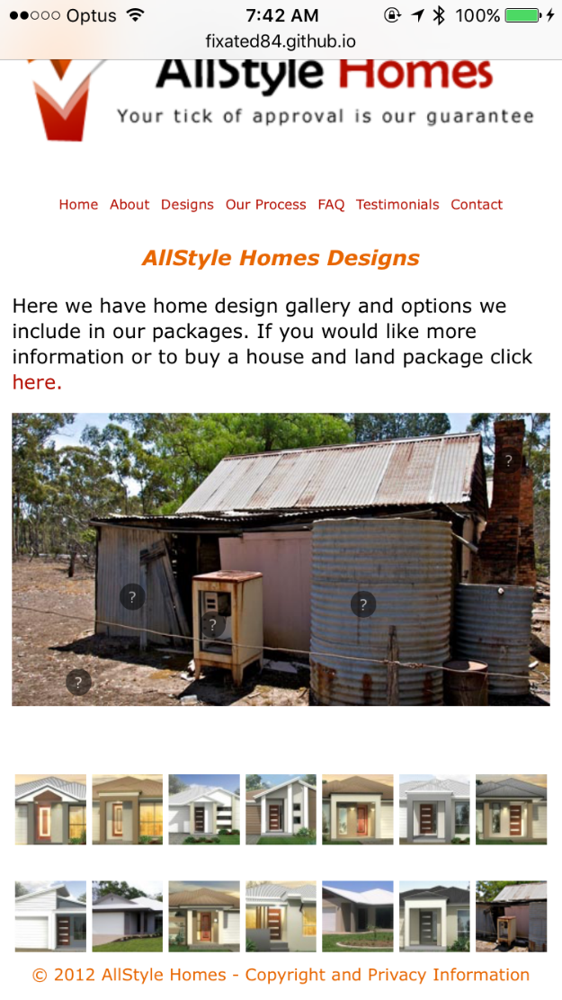 Optus 7:42 AM 100%
fixated84.github.io
AllStyle Homes
Your tick of approval is our guarantee
Home About Designs Our Process FAQ Testimonials Contact
AllStyle Homes Designs
Here we have home design gallery and options we
include in our packages. If you would like more
information or to buy a house and land package click
here.
?
?
?
?
?
© 2012 AllStyle Homes - Copyright and Privacy Information